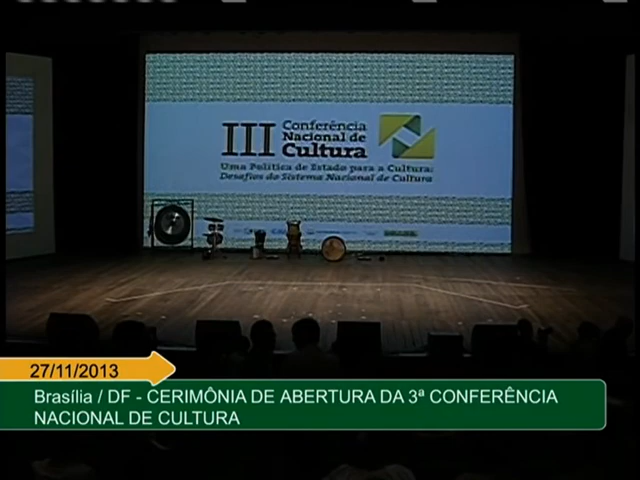 III Conferência
Nacional de
Cultura
Uma Política de Estado para a Cultura:
Desafios do Sistema Nacional de Cultura
27/11/2013
Brasília / DF - CERIMÔNIA DE ABERTURA DA 3ª CONFERÊNCIA
NACIONAL DE CULTURA